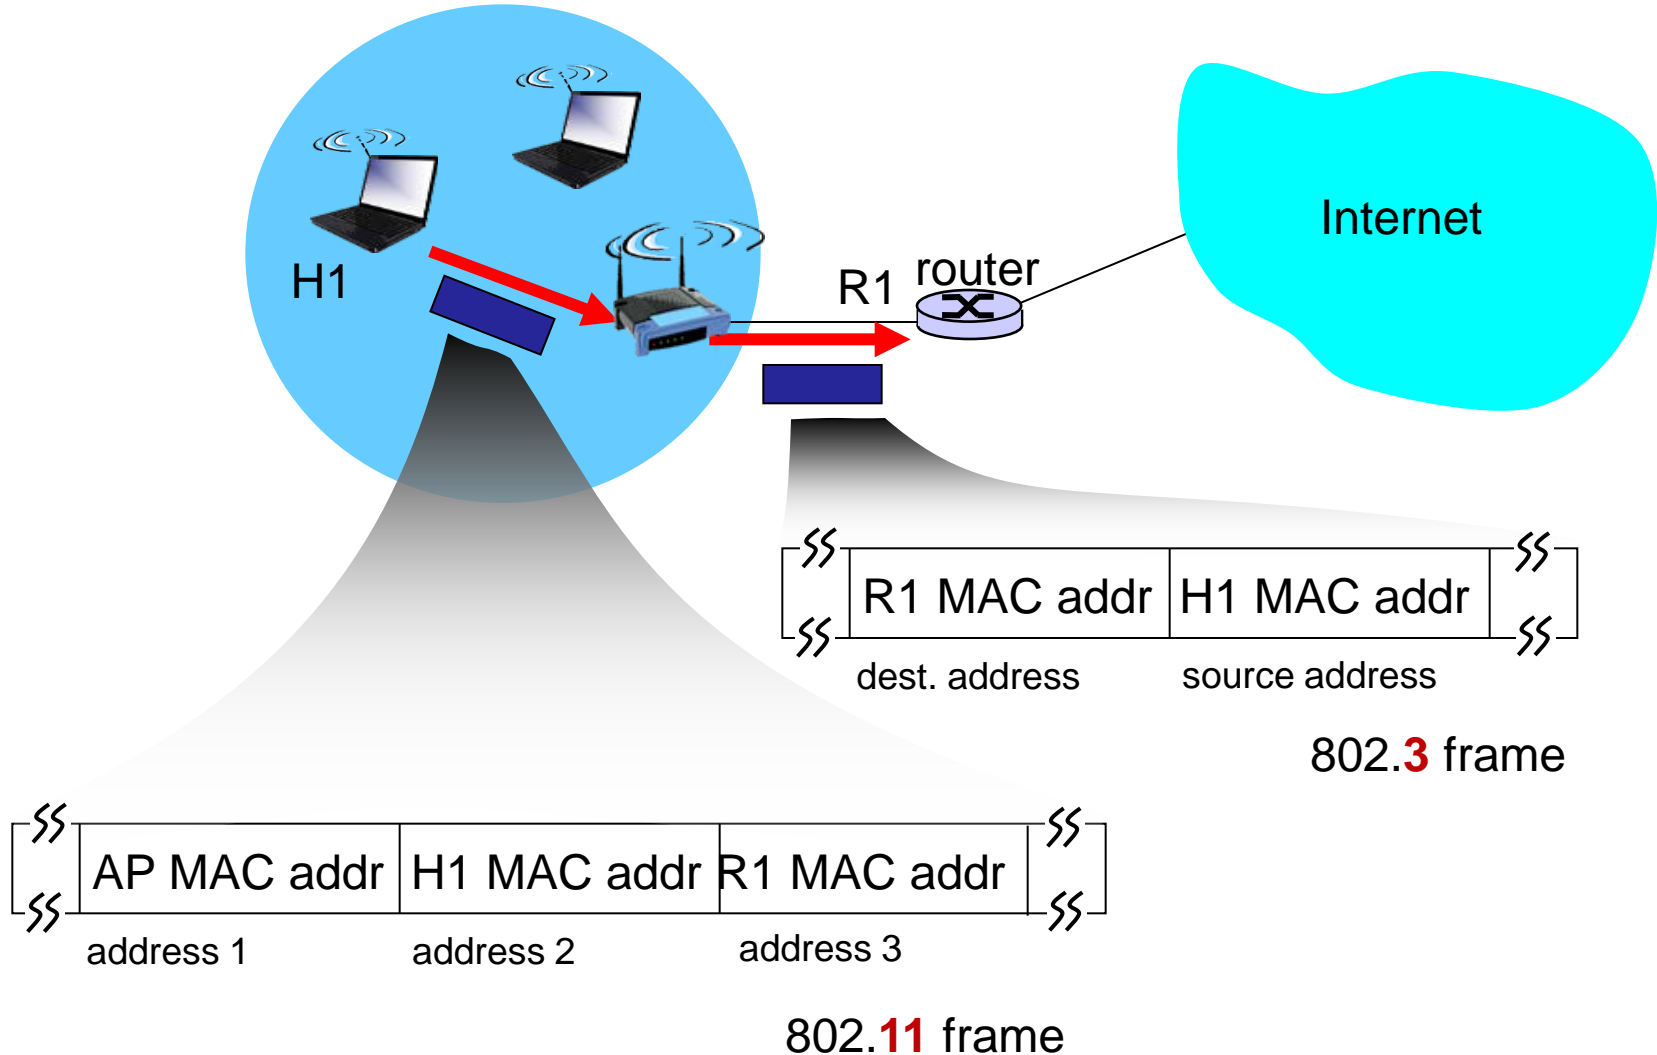 Internet
router
R1
H1
R1 MAC addr H1 MAC addr
dest. address source address
802.3 frame
AP MAC addr H1 MAC addr R1 MAC addr
address 1 address 2 address 3
802.11 frame